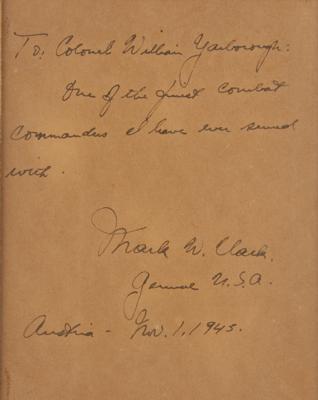 To: Colonel William Yarborough:
One of the finest combat
commanders I have ever served
with.
Mark W. Clark.
General U.S.A.
Austria - Nov. 1, 1945.